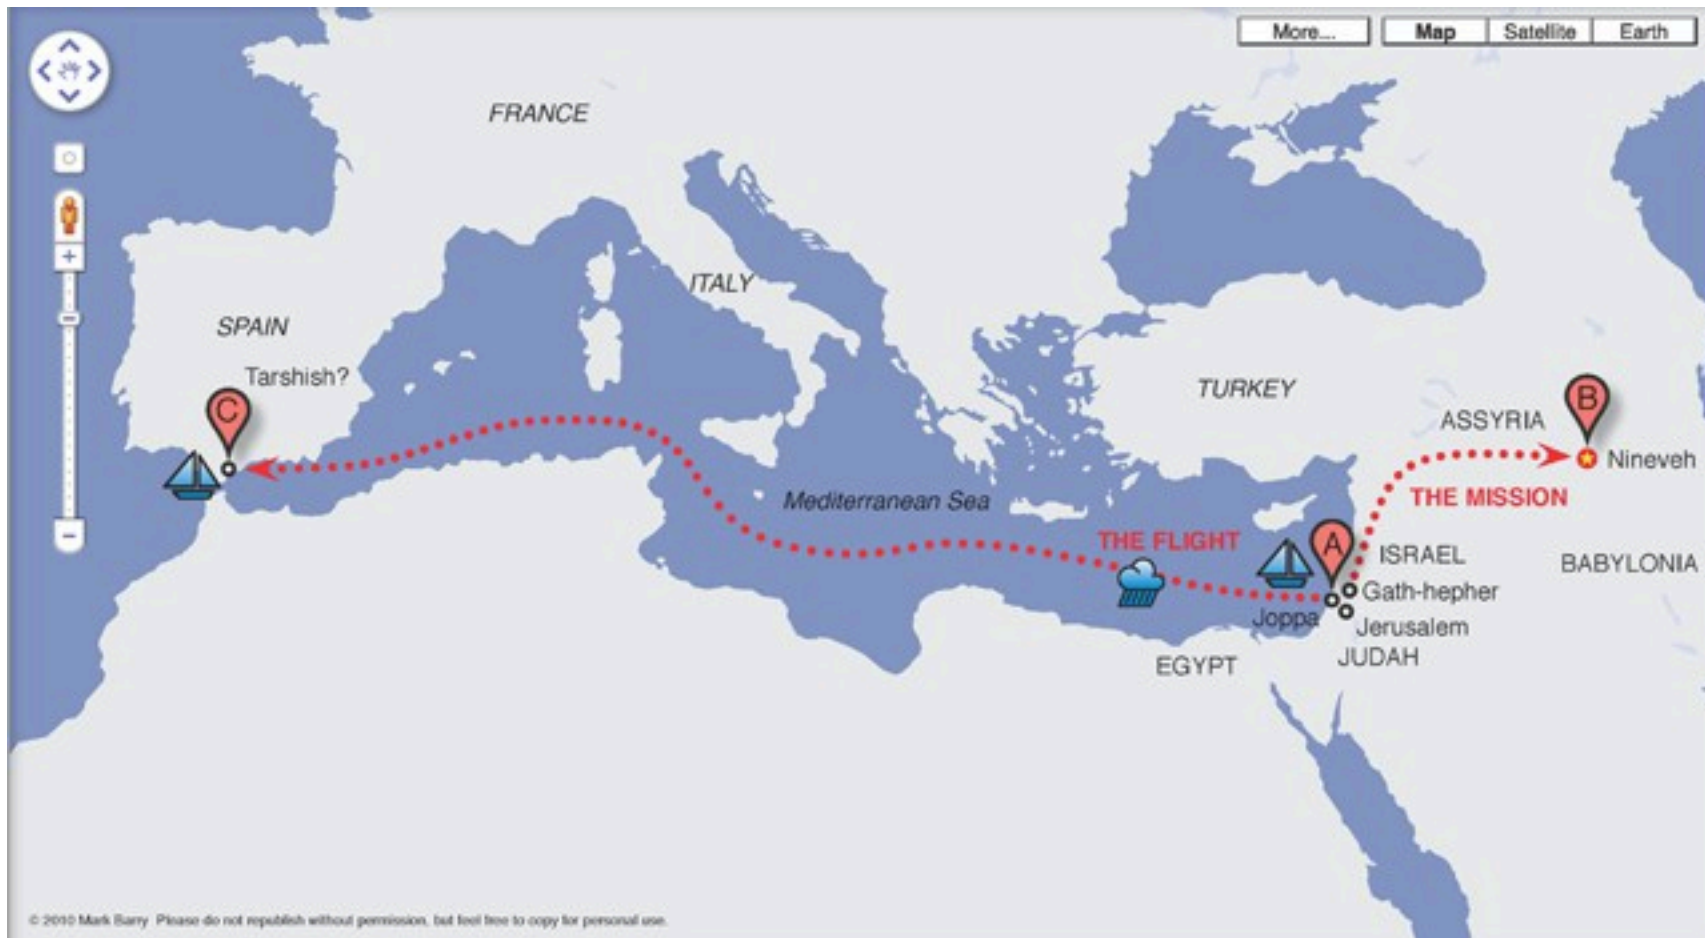 More...
Map
Satellite
Earth
FRANCE
ITALY
SPAIN
Tarshish?
C
TURKEY
B
ASSYRIA
Nineveh
THE MISSION
Mediterranean Sea
THE FLIGHT
A
ISRAEL
BABYLONIA
Gath-hepher
Joppa
Jerusalem
JUDAH
EGYPT
© 2010 Mark Barry Please do not republish without permission, but feel free to copy for personal use.